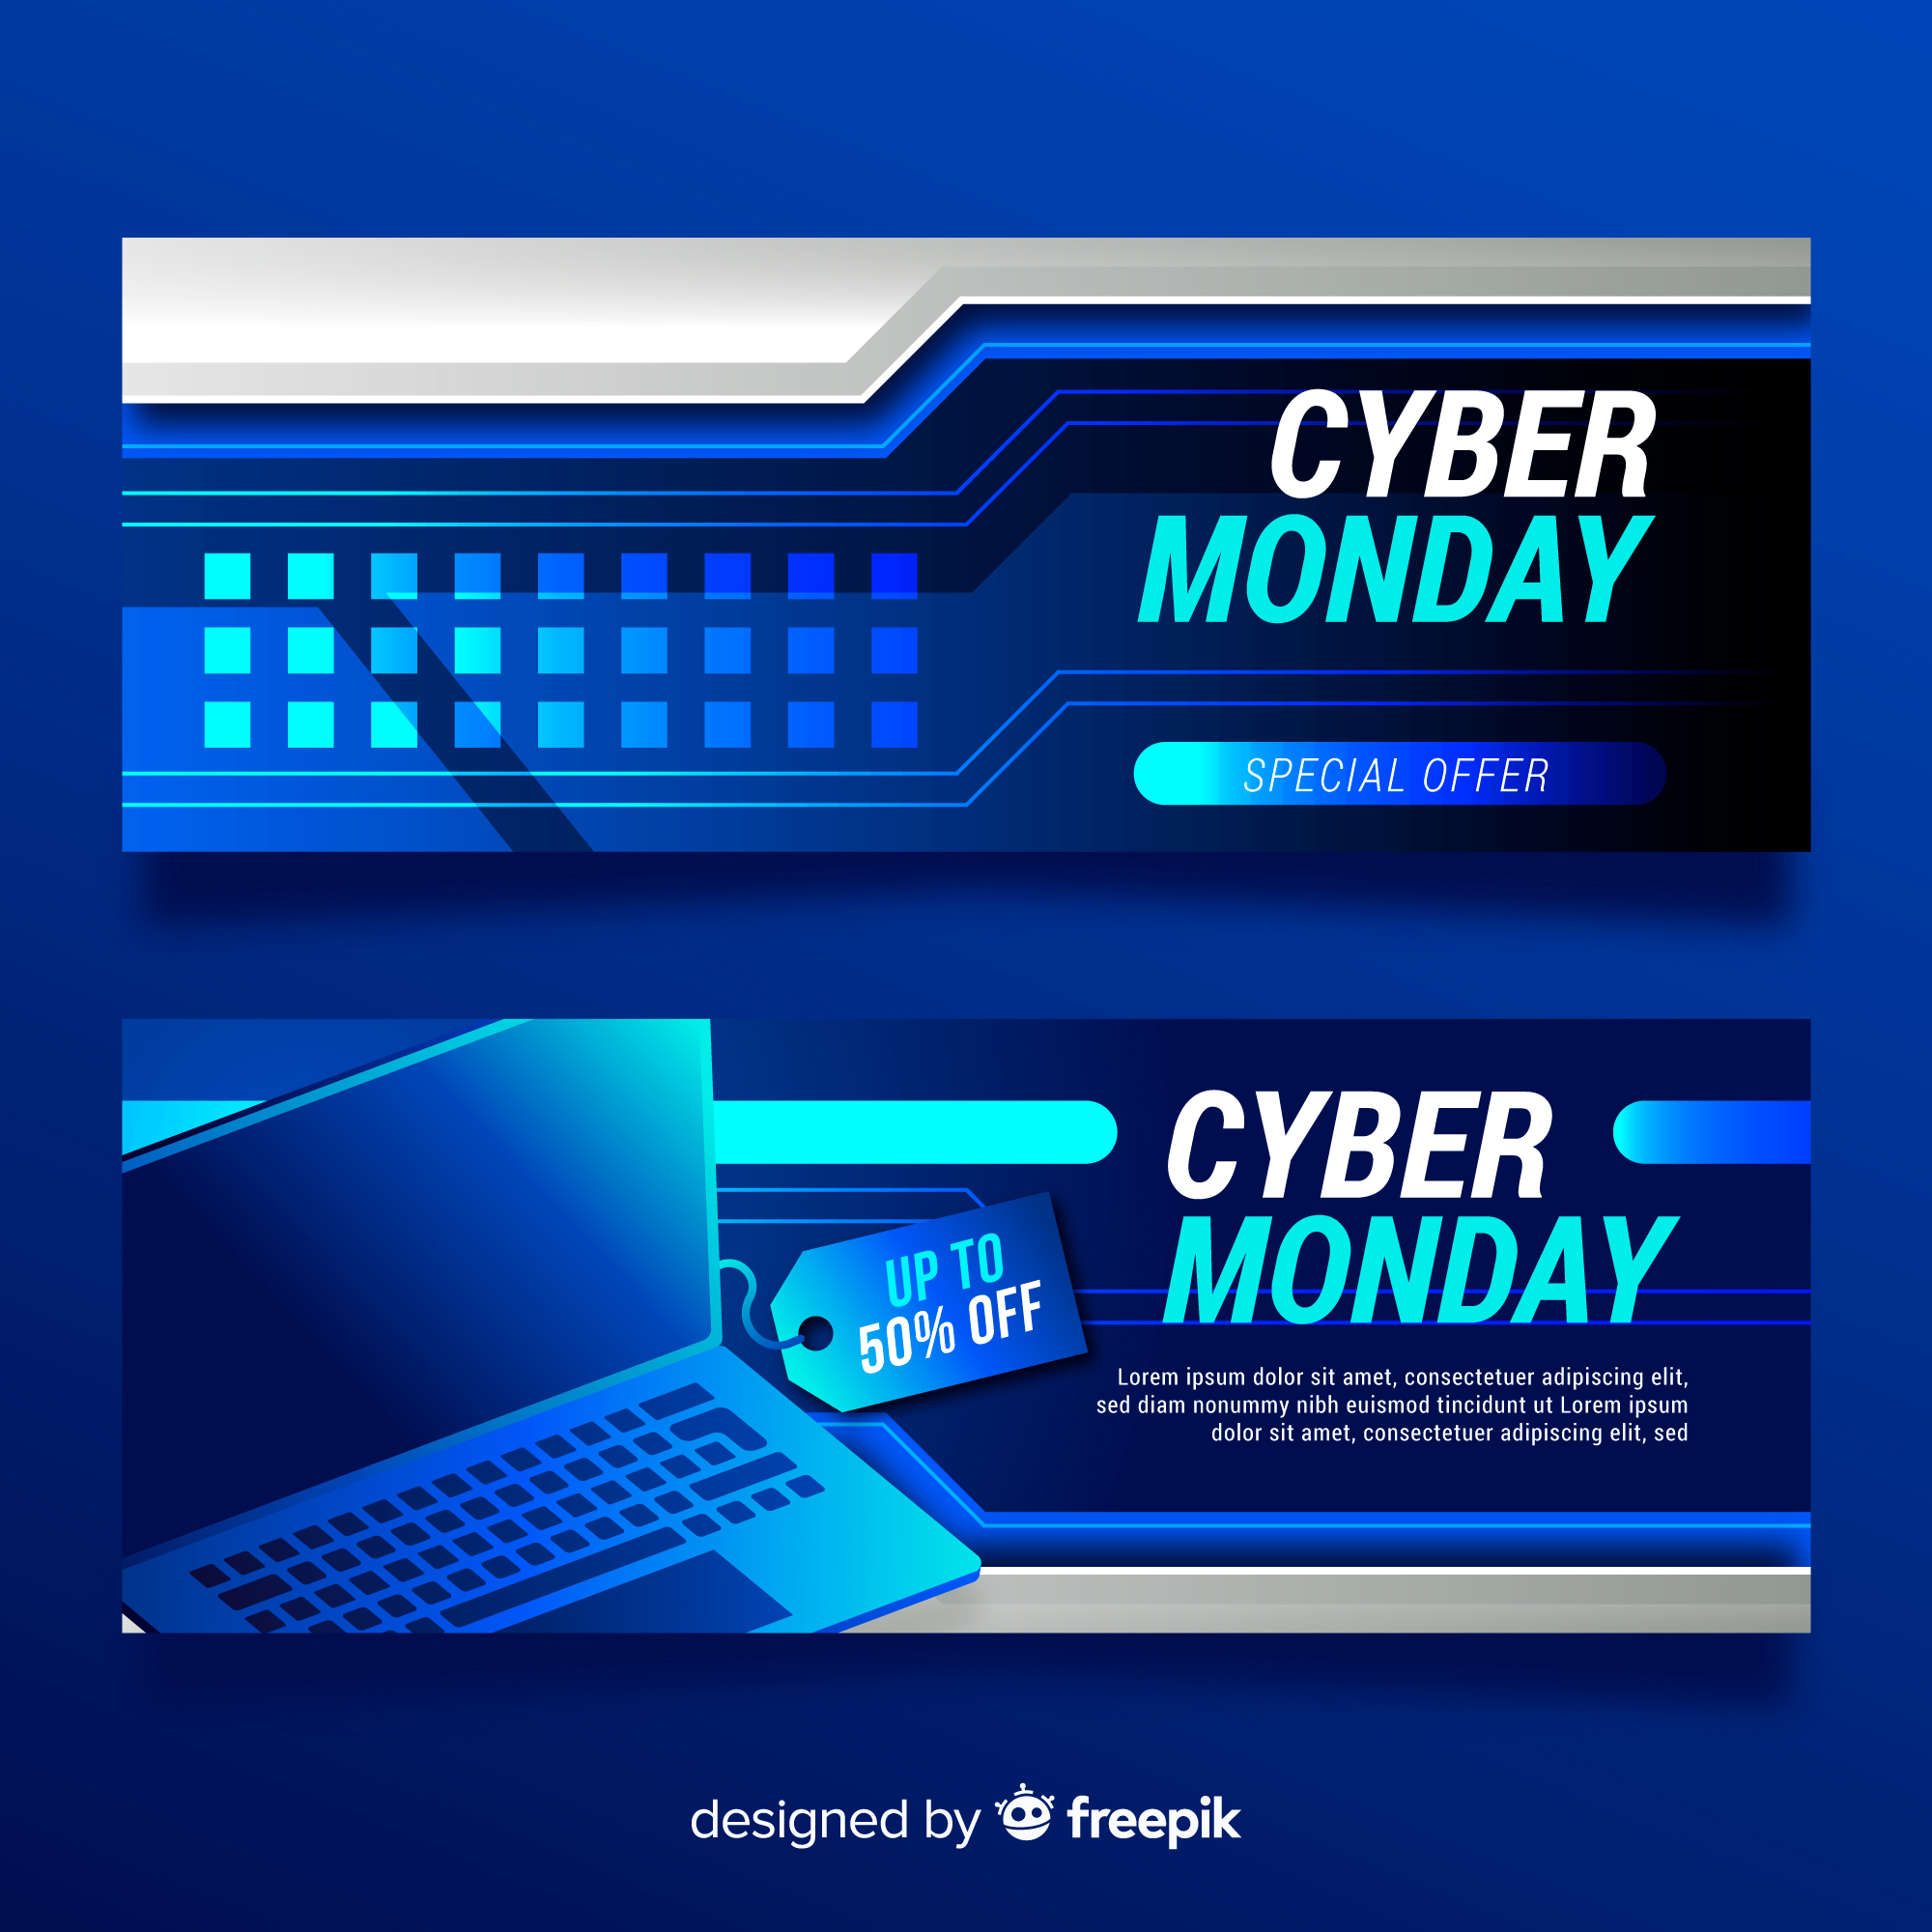 CYBER
MONDAY
SPECIAL OFFER
CYBER
MONDAY
UP TO
50% OFF
Lorem ipsum dolor sit amet, consectetuer adipiscing elit,
sed diam nonummy nibh euismod tincidunt ut Lorem ipsum
dolor sit amet, consectetuer adipiscing elit, sed
designed by freepik